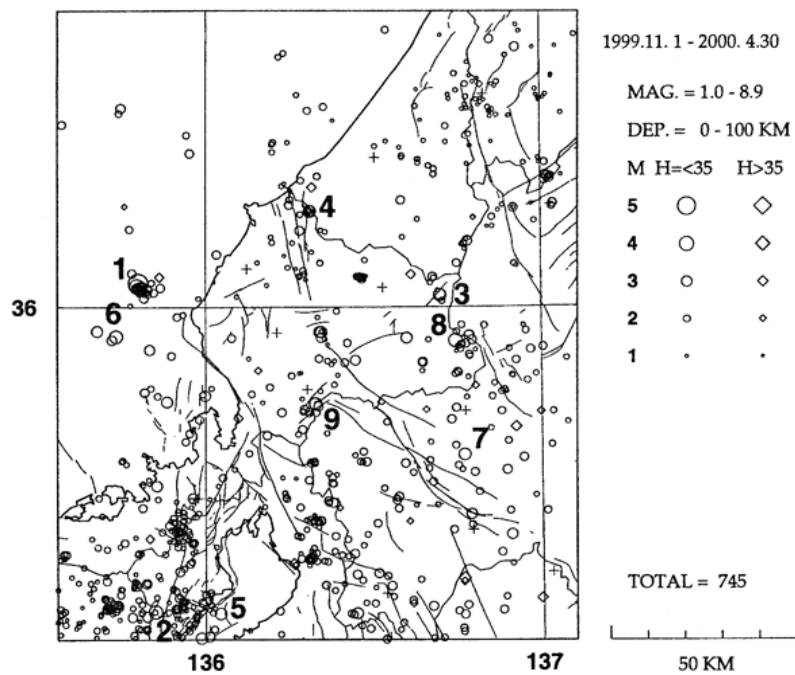 1999.11. 1 - 2000. 4.30
MAG. = 1.0 - 8.9
DEP. = 0 - 100 KM
M H=<35 H>35
5
4
3
2
1
TOTAL = 745
50 KM
4
1
3
36
6
8
9
7
5
2
136
137